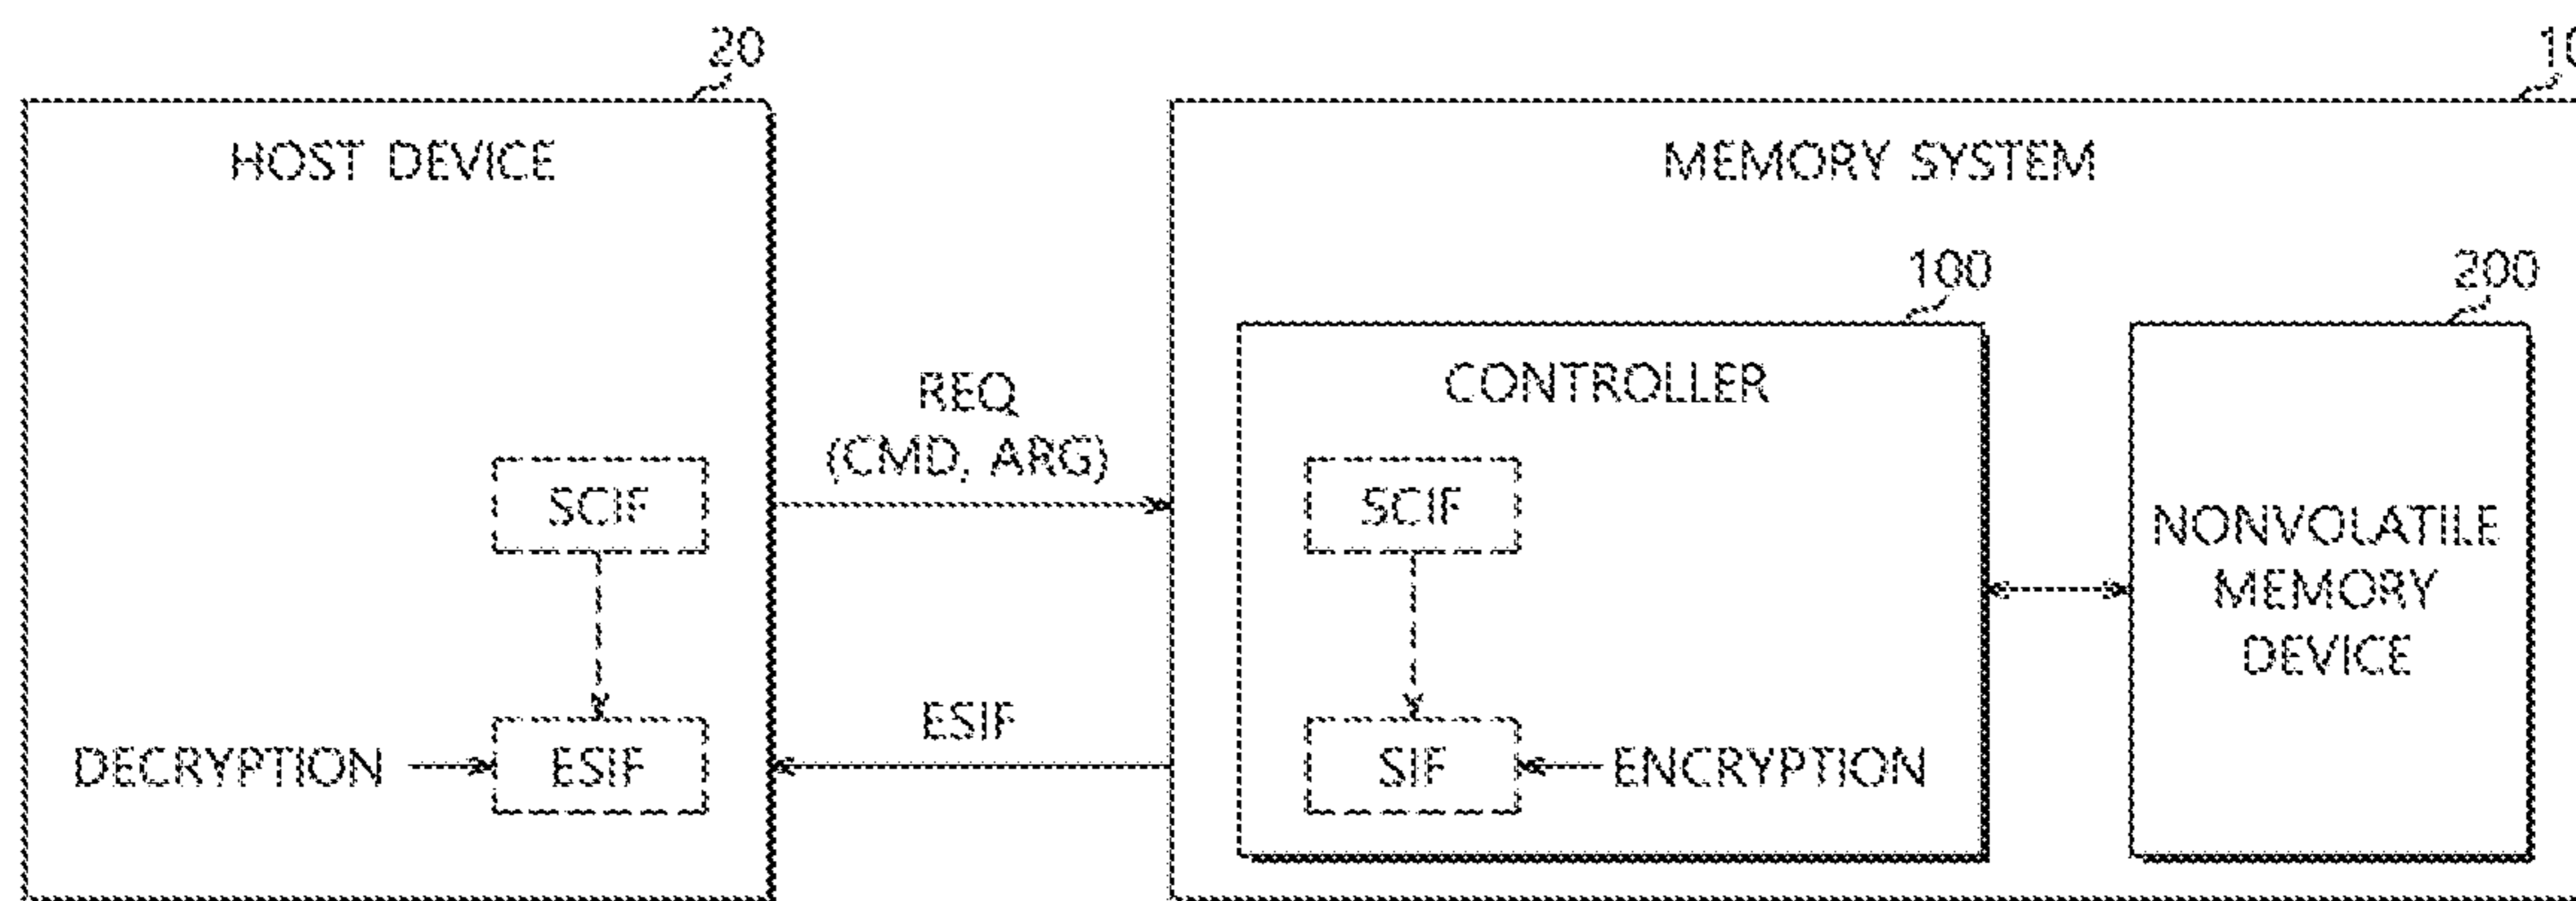 20
10
HOST DEVICE
MEMORY SYSTEM
100
200
REQ
(CMD, ARG)
CONTROLLER
SCIF
SCIF
NONVOLATILE
MEMORY
DEVICE
ESIF
DECRYPTION
ESIF
SIF
ENCRYPTION